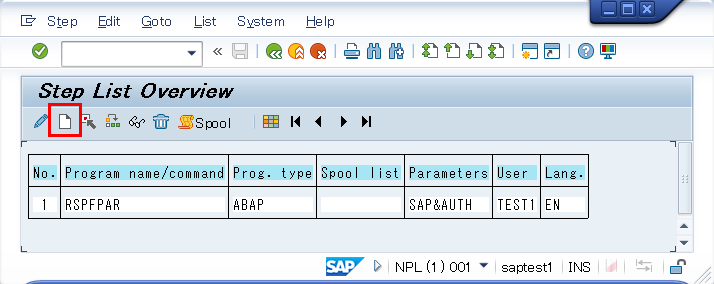 Step Edit Goto List System Help
Step List Overview
Spool
No. Program name/command Prog. type Spool list Parameters User Lang.
1 RSPFPAR ABAP SAP&AUTH TEST1 EN
SAP NPL (1) 001 saptest1 INS